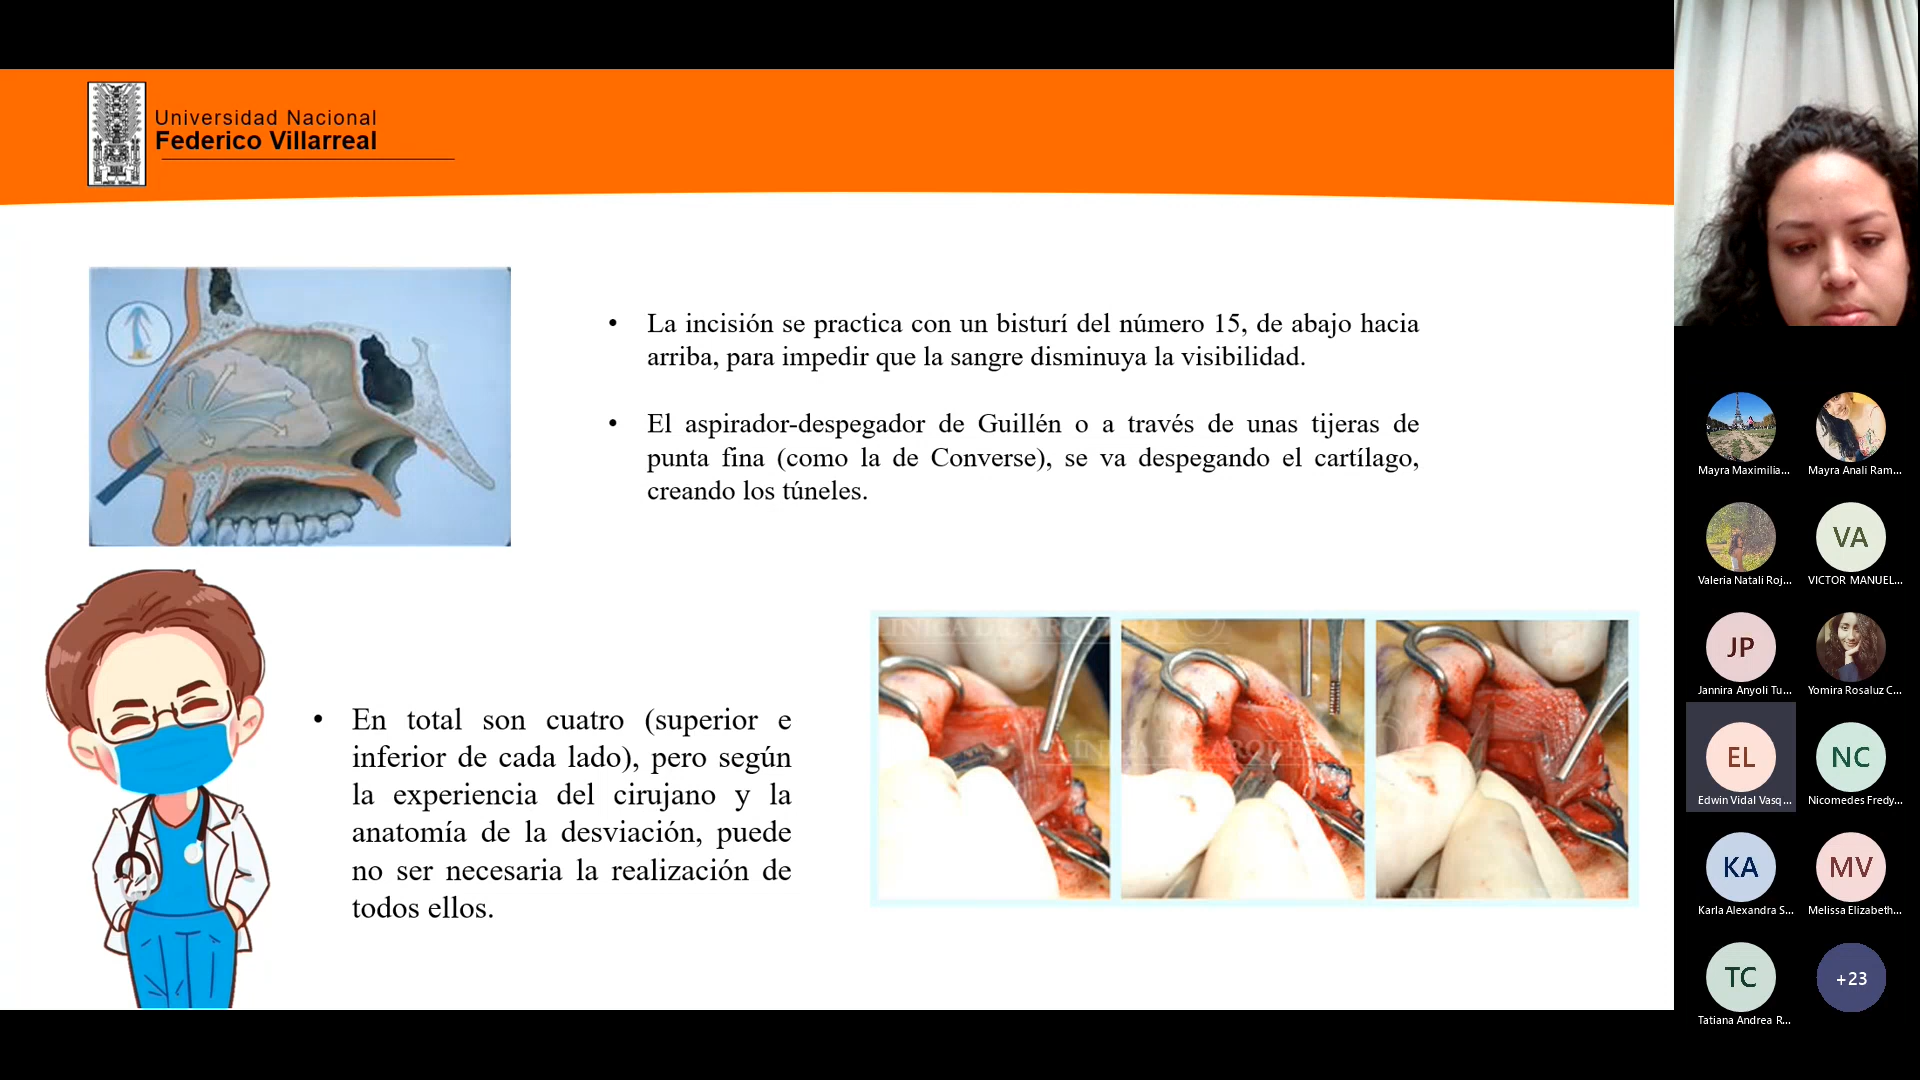 Universidad Nacional
Federico Villarreal
• La incisión se practica con un bisturí del número 15, de abajo hacia
arriba, para impedir que la sangre disminuya la visibilidad.
• El aspirador-despegador de Guillén o a través de unas tijeras de
punta fina (como la de Converse), se va despegando el cartílago,
creando los túneles.
• En total son cuatro (superior e
inferior de cada lado), pero según
la experiencia del cirujano y la
anatomía de la desviación, puede
no ser necesaria la realización de
todos ellos.
Mayra Maximilia...
Mayra Anali Ram...
Valeria Natali Roj...
VA
VICTOR MANUEL...
JP
Jannira Anyoli Tu...
Yomira Rosaluz C...
EL
Edwin Vidal Vasq...
NC
Nicomedes Fredy...
KA
Karla Alexandra S...
MV
Melissa Elizabeth...
TC
Tatiana Andrea R...
+23